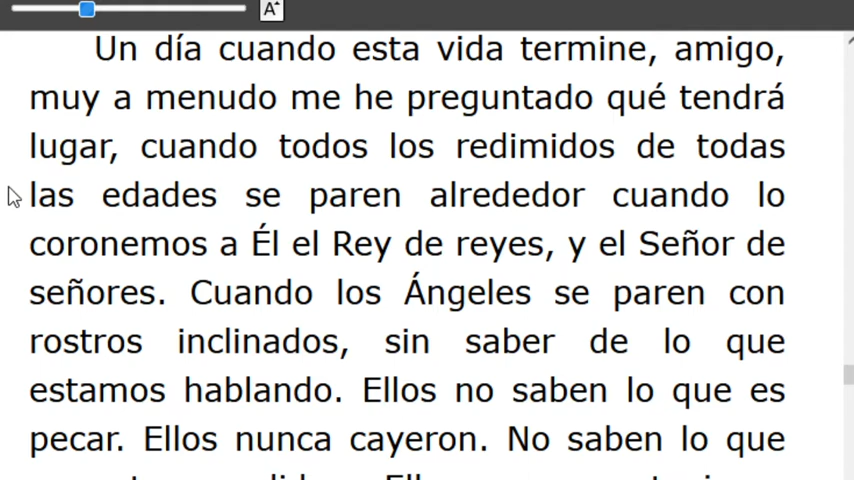 A
Un día cuando esta vida termine, amigo,
muy a menudo me he preguntado qué tendrá
lugar, cuando todos los redimidos de todas
las edades se paren alrededor cuando lo
coronemos a Él el Rey de reyes, y el Señor de
señores. Cuando los Ángeles se paren con
rostros inclinados, sin saber de lo que
estamos hablando. Ellos no saben lo que es
pecar. Ellos nunca cayeron. No saben lo que